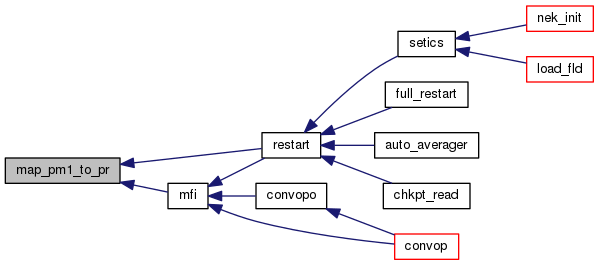 nek_init
setics
load_fld
full_restart
restart
auto_averager
map_pm1_to_pr
mfi
convopo
chkpt_read
convop